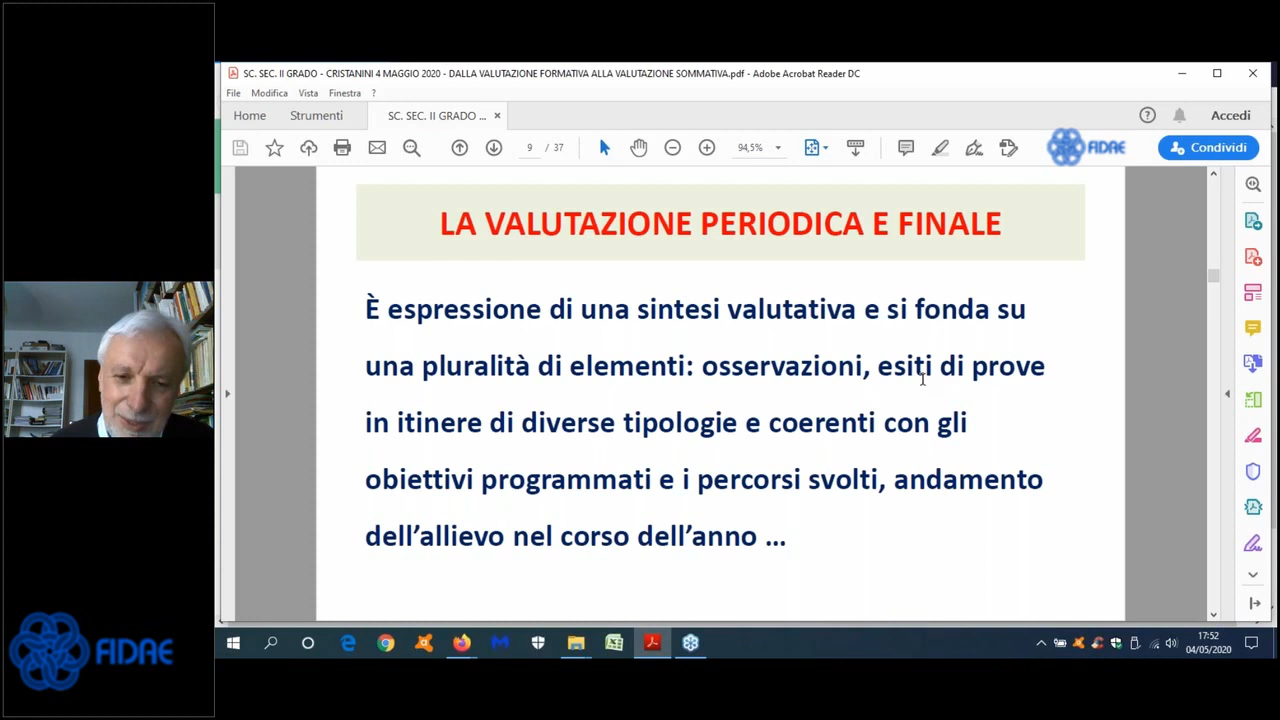 SC. SEC. II GRADO - CRISTANINI 4 MAGGIO 2020 - DALLA VALUTAZIONE FORMATIVA ALLA VALUTAZIONE SOMMATIVA.pdf - Adobe Acrobat Reader DC
File Modifica Vista Finestra ?
Home Strumenti SC. SEC. II GRADO ... × Accedi
9 / 37 94,5% FIDAE Condividi
LA VALUTAZIONE PERIODICA E FINALE
È espressione di una sintesi valutativa e si fonda su
una pluralità di elementi: osservazioni, esiti di prove
in itinere di diverse tipologie e coerenti con gli
obiettivi programmati e i percorsi svolti, andamento
dell’allievo nel corso dell’anno ...
FIDAE
17:52
04/05/2020